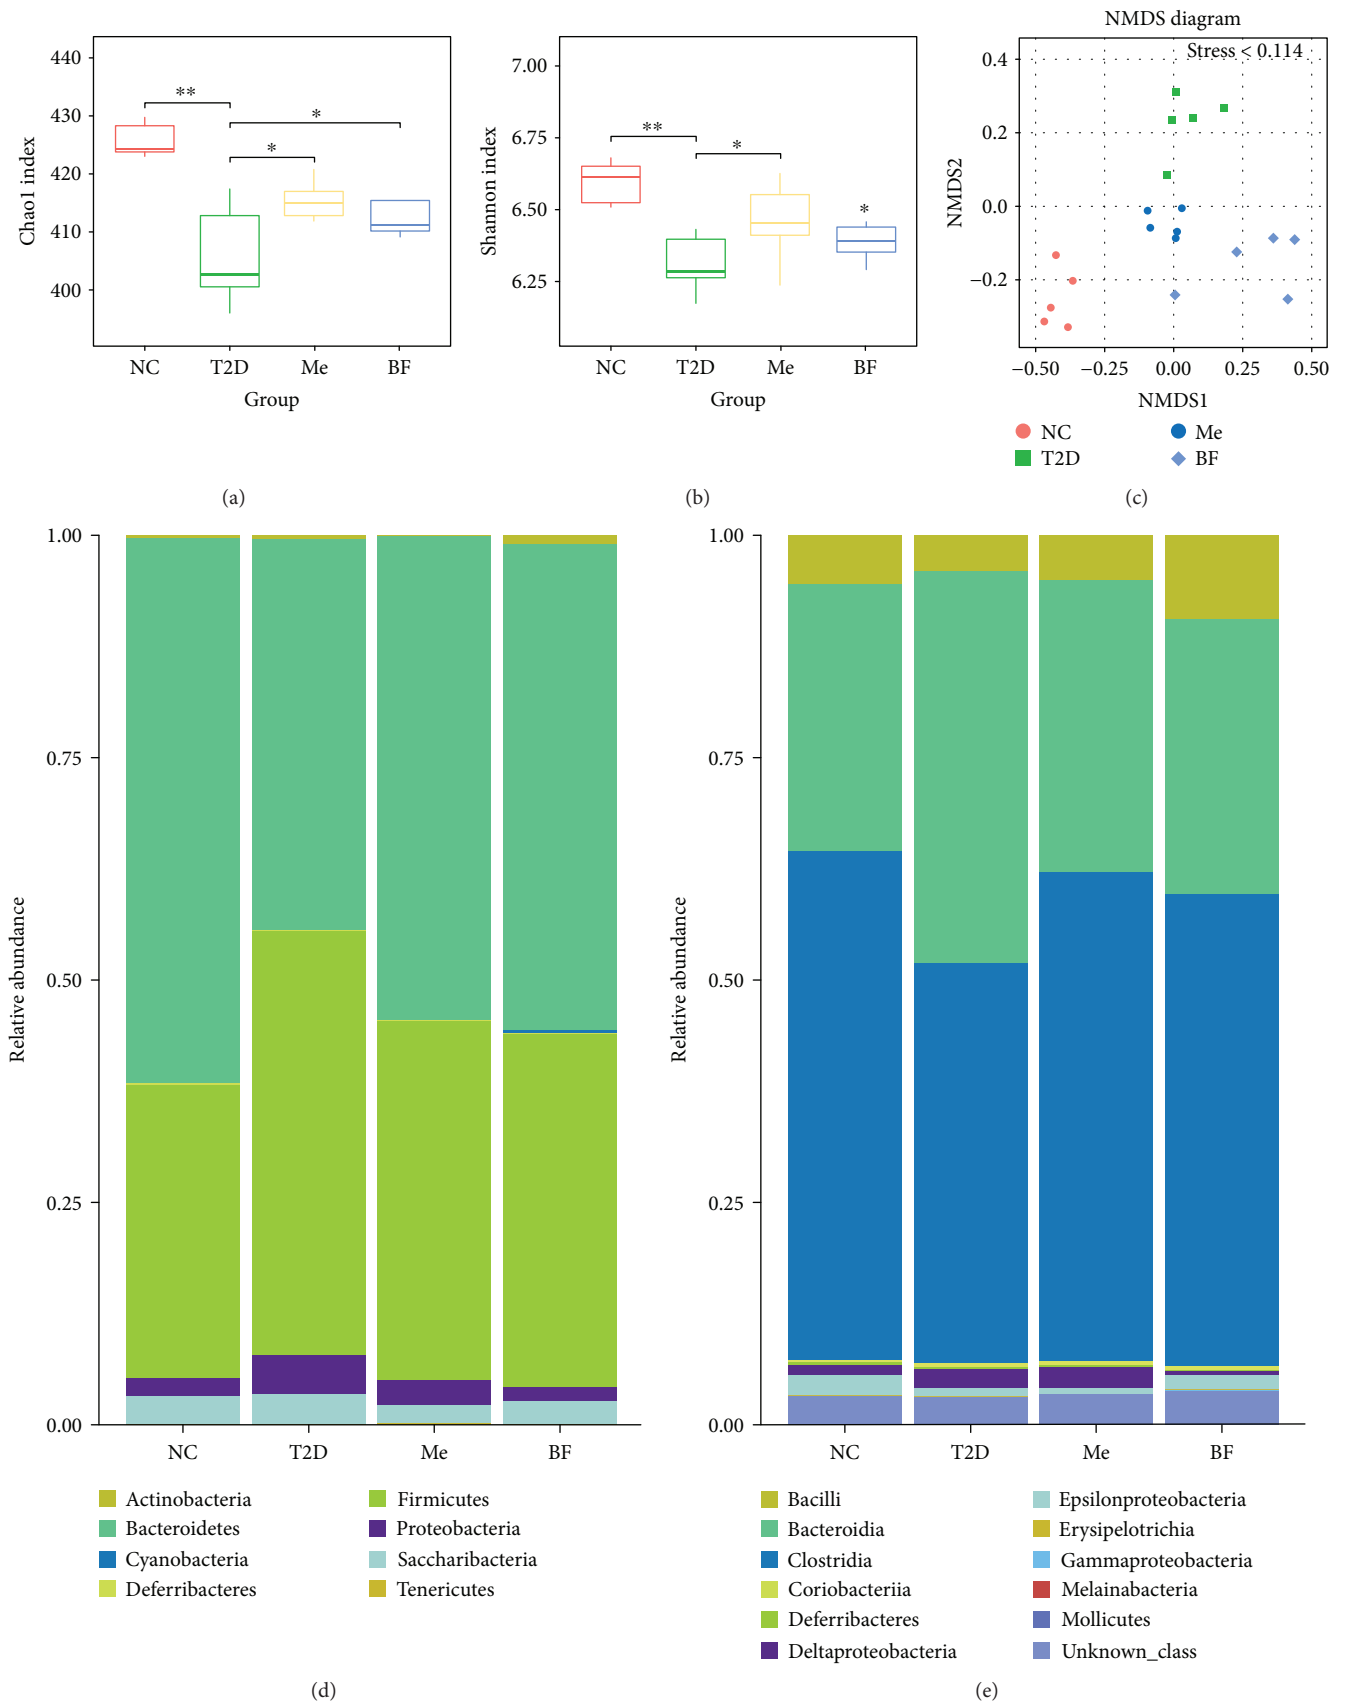 Chao1 index
440
430
420
410
400
**
*
*
NC T2D Me BF
Group
(a)
Shannon index
7.00
6.75
6.50
6.25
**
*
*
NC T2D Me BF
Group
(b)
NMDS diagram
Stress < 0.114
NMDS2
0.4
0.2
0.0
−0.2
−0.50 −0.25 0.00 0.25 0.50
NMDS1
NC Me
T2D BF
(c)
Relative abundance
1.00
0.75
0.50
0.25
0.00
NC T2D Me BF
Actinobacteria Firmicutes
Bacteroidetes Proteobacteria
Cyanobacteria Saccharibacteria
Deferribacteres Tenericutes
(d)
Relative abundance
1.00
0.75
0.50
0.25
0.00
NC T2D Me BF
Bacilli Epsilonproteobacteria
Bacteroidia Erysipelotrichia
Clostridia Gammaproteobacteria
Coriobacteriia Melainabacteria
Deferribacteres Mollicutes
Deltaproteobacteria Unknown_class
(e)